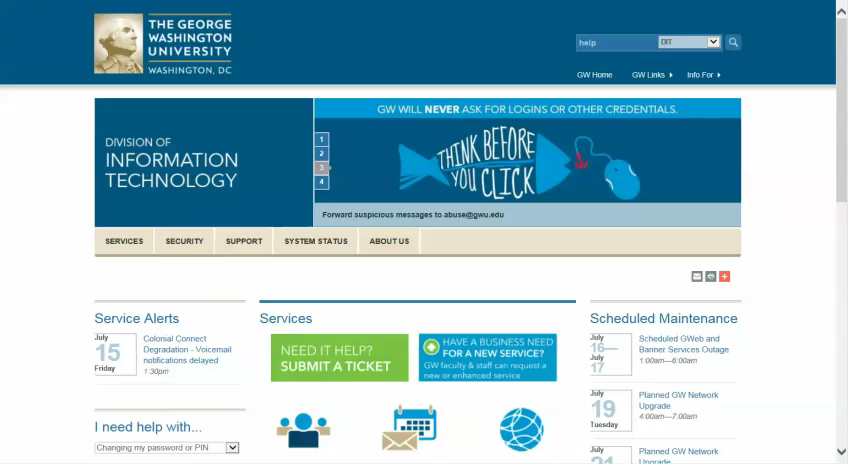 THE GEORGE
WASHINGTON
UNIVERSITY
WASHINGTON, DC
help
DIT
GW Home
GW Links
Info For
DIVISION OF
INFORMATION
TECHNOLOGY
1
2
3
4
GW WILL NEVER ASK FOR LOGINS OR OTHER CREDENTIALS.
THINK BEFORE
YOU CLICK
Forward suspicious messages to abuse@gwu.edu
SERVICES
SECURITY
SUPPORT
SYSTEM STATUS
ABOUT US
Service Alerts
July
15
Friday
Colonial Connect
Degradation - Voicemail
notifications delayed
1:30pm
I need help with...
Changing my password or PIN
Services
NEED IT HELP?
SUBMIT A TICKET
HAVE A BUSINESS NEED
FOR A NEW SERVICE?
GW faculty & staff can request a
new or enhanced service
Scheduled Maintenance
July
16—
July
17
Scheduled GWeb and
Banner Services Outage
1:00am—6:00am
July
19
Tuesday
Planned GW Network
Upgrade
4:00am—7:00am
July
21
Planned GW Network
Upgrade